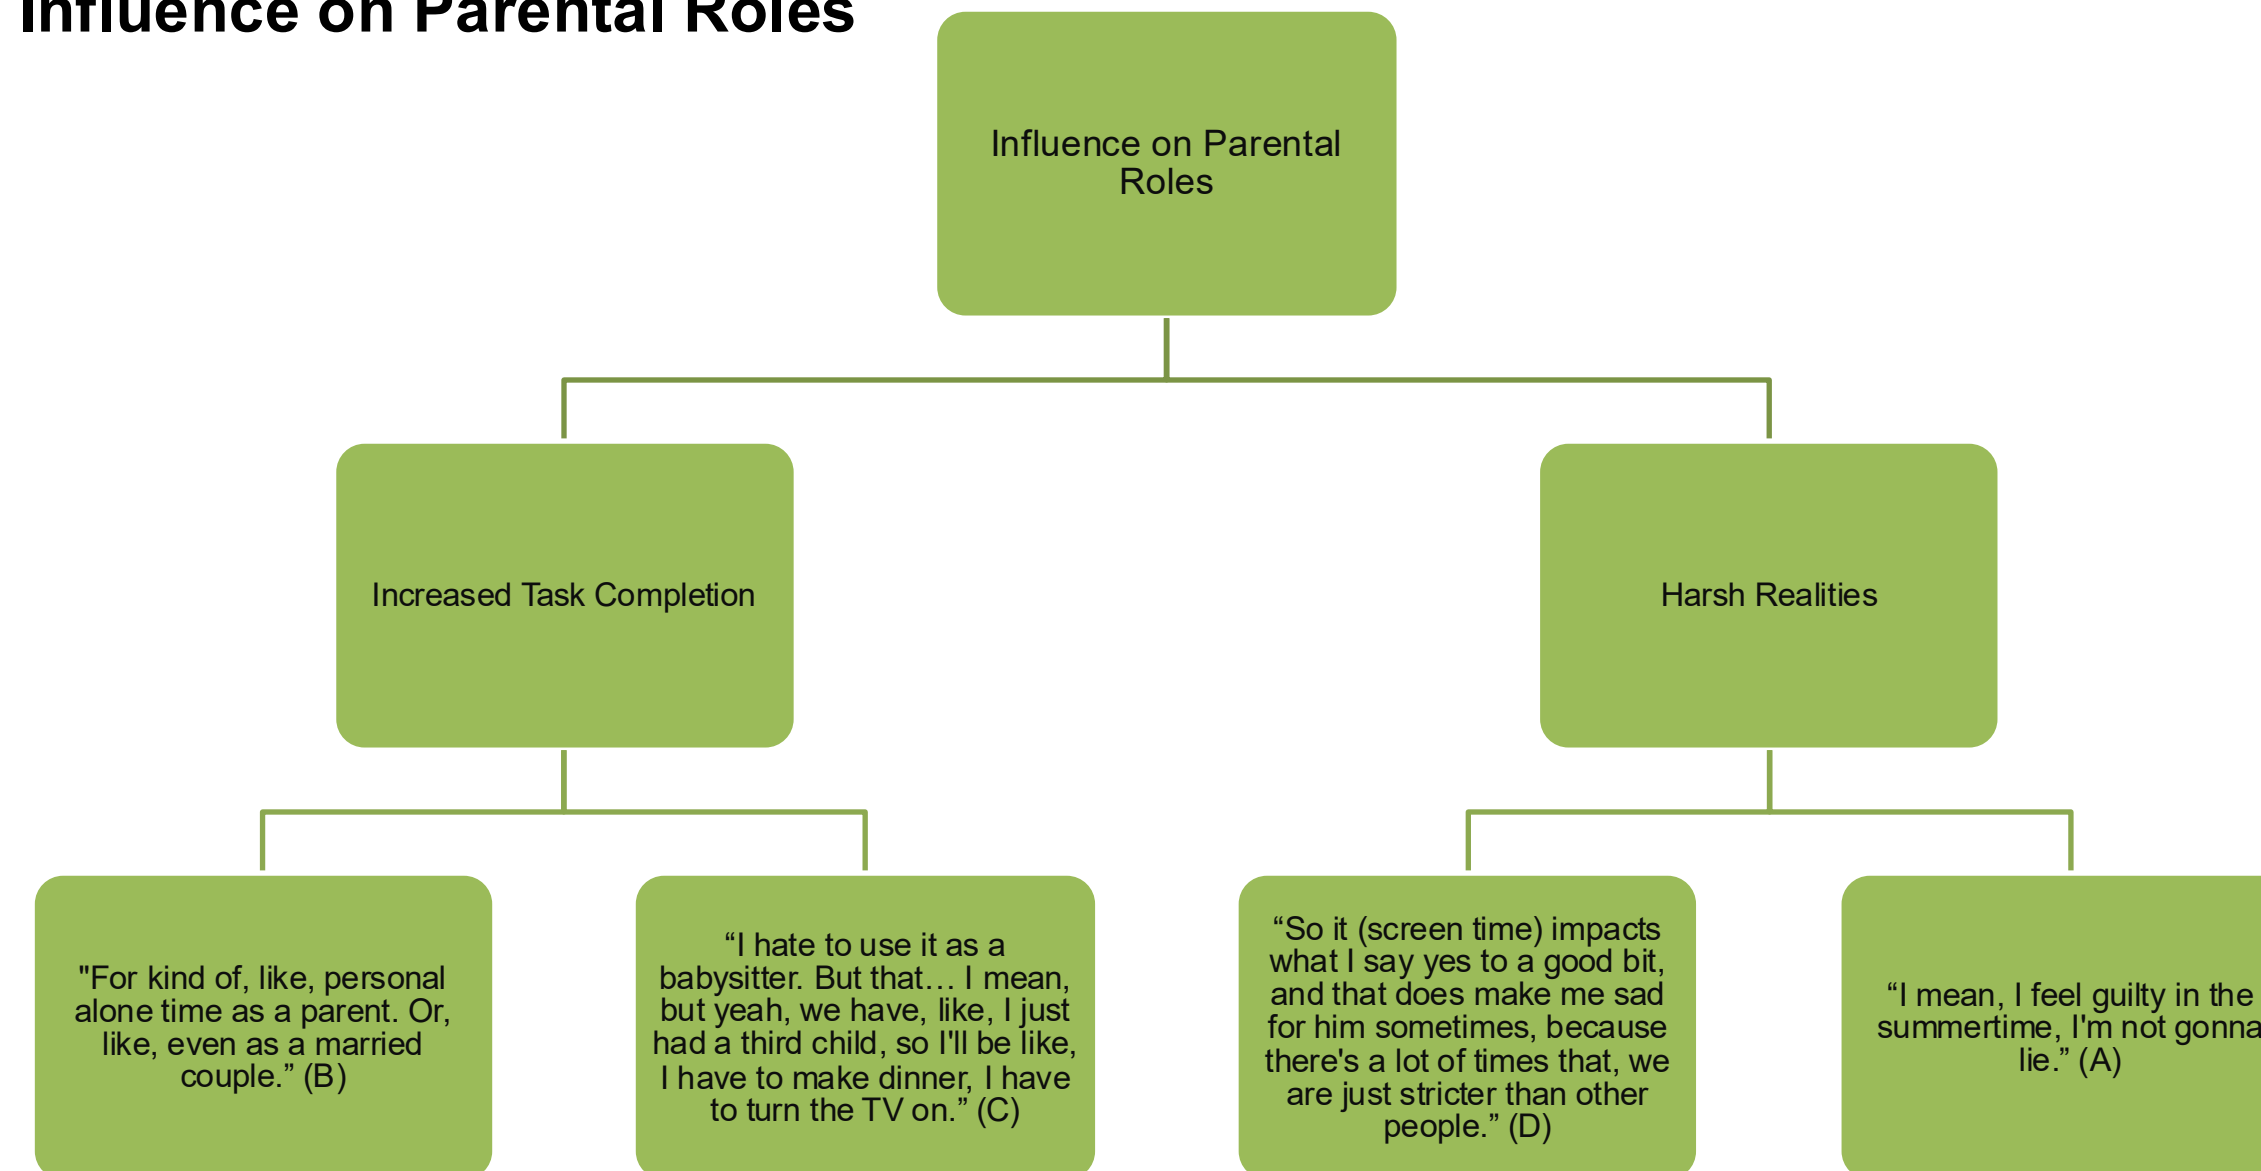 Influence on Parental Roles
Influence on Parental
Roles
Increased Task Completion
Harsh Realities
"For kind of, like, personal
alone time as a parent. Or,
like, even as a married
couple.” (B)
“I hate to use it as a
babysitter. But that… I mean,
but yeah, we have, like, I just
had a third child, so I'll be like,
I have to make dinner, I have
to turn the TV on.” (C)
“So it (screen time) impacts
what I say yes to a good bit,
and that does make me sad
for him sometimes, because
there's a lot of times that, we
are just stricter than other
people.” (D)
“I mean, I feel guilty in the
summertime, I'm not gonna
lie.” (A)